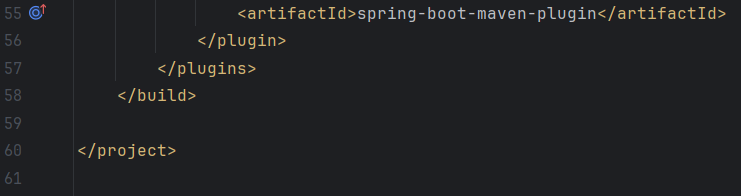 55 <artifactId>spring-boot-maven-plugin</artifactId>
56 </plugin>
57 </plugins>
58 </build>
59
60 </project>
61